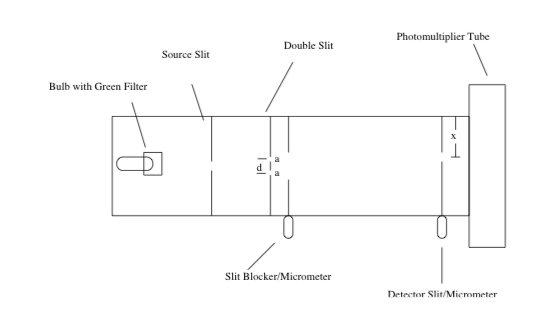 Photomultiplier Tube
Double Slit
Source Slit
Bulb with Green Filter
x
a
d
a
Slit Blocker/Micrometer
Detector Slit/Micrometer